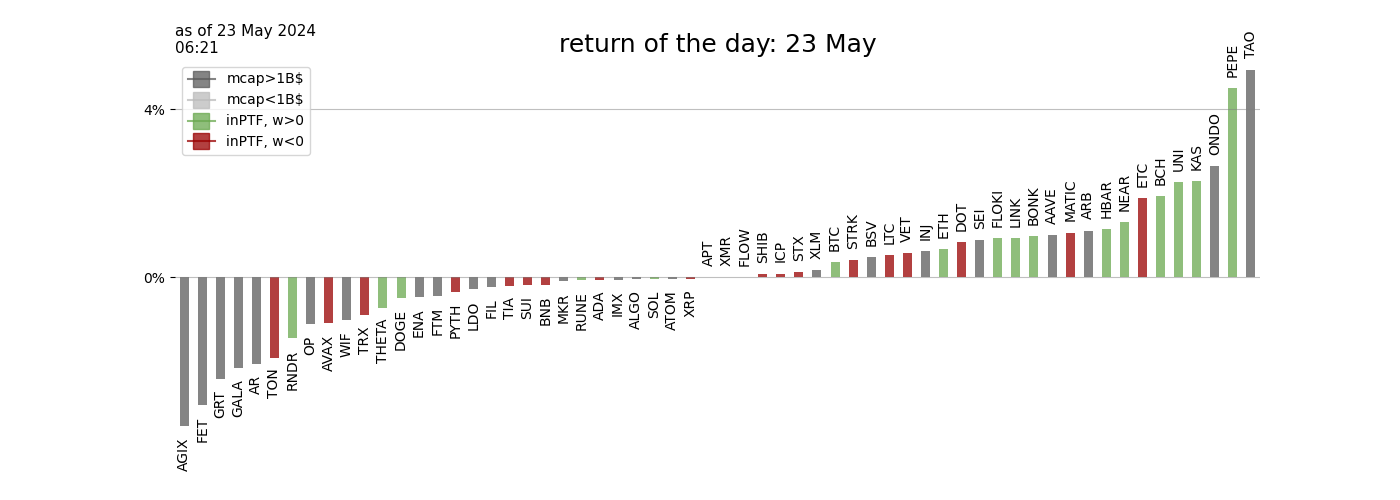 as of 23 May 2024
06:21
return of the day: 23 May
mcap>1B$
mcap<1B$
inPTF, w>0
inPTF, w<0
4%
0%
AGIX
FET
GRT
GALA
AR
TON
RNDR
OP
AVAX
WIF
TRX
THETA
DOGE
ENA
FTM
PYTH
LDO
FIL
TIA
SUI
BNB
MKR
RUNE
ADA
IMX
ALGO
SOL
ATOM
XRP
APT
XMR
FLOW
SHIB
ICP
STX
XLM
BTC
STRK
BSV
LTC
VET
INJ
ETH
DOT
SEI
FLOKI
LINK
BONK
AAVE
MATIC
ARB
HBAR
NEAR
ETC
BCH
UNI
KAS
ONDO
PEPE
TAO